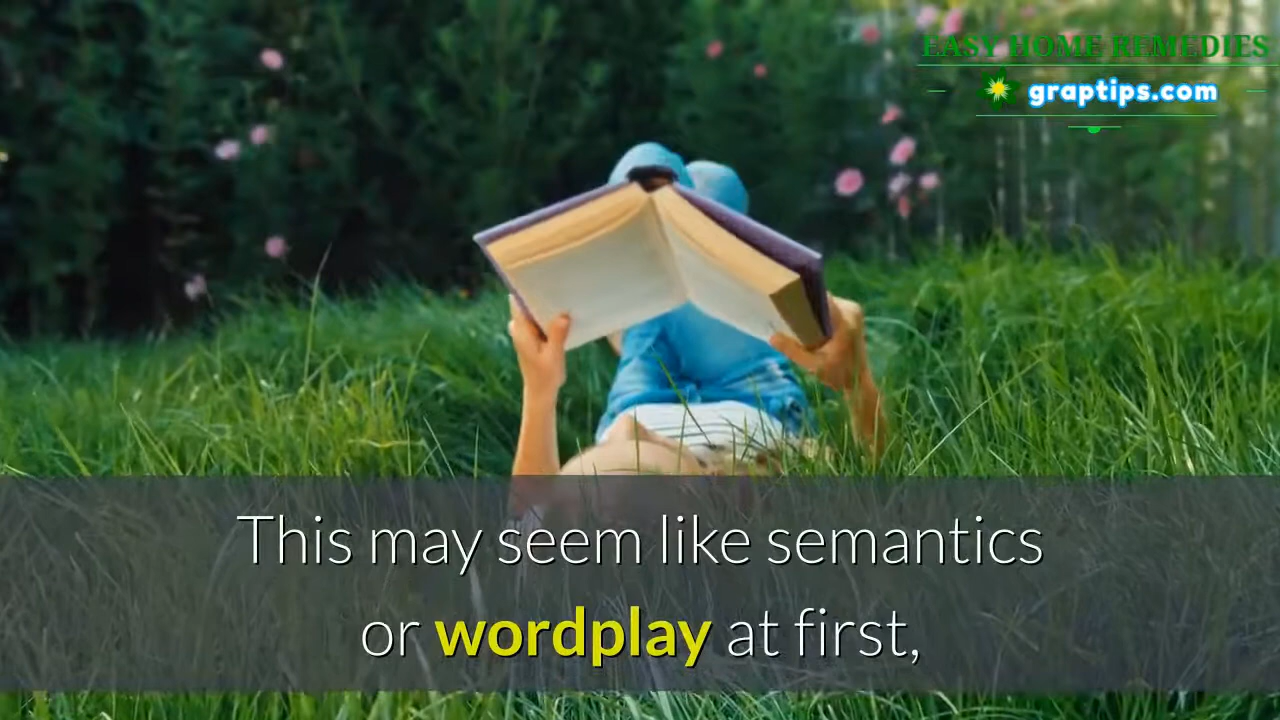 EASY HOME REMEDIES
graptips.com
This may seem like semantics
or wordplay at first,